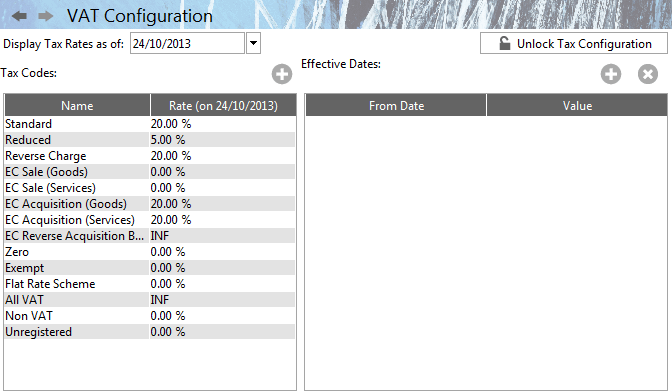 VAT Configuration
Display Tax Rates as of: 24/10/2013 Unlock Tax Configuration
Tax Codes: Effective Dates:
Name Rate (on 24/10/2013) From Date Value
Standard 20.00 %
Reduced 5.00 %
Reverse Charge 20.00 %
EC Sale (Goods) 0.00 %
EC Sale (Services) 0.00 %
EC Acquisition (Goods) 20.00 %
EC Acquisition (Services) 20.00 %
EC Reverse Acquisition B... INF
Zero 0.00 %
Exempt 0.00 %
Flat Rate Scheme 0.00 %
All VAT INF
Non VAT 0.00 %
Unregistered 0.00 %